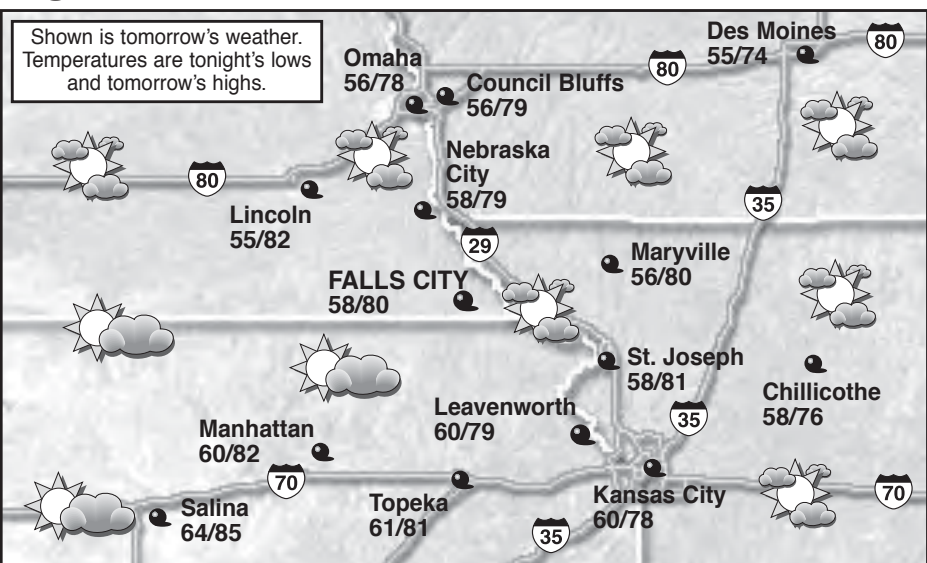 Shown is tomorrow's weather.
Temperatures are tonight's lows
and tomorrow's highs.
Des Moines
55/74
80
Omaha
56/78
80
Council Bluffs
56/79
Nebraska
City
58/79
80
Lincoln
55/82
35
29
Maryville
56/80
FALLS CITY
58/80
St. Joseph
58/81
Chillicothe
58/76
Leavenworth
60/79
35
Manhattan
60/82
70
Topeka
61/81
Kansas City
60/78
70
Salina
64/85
35